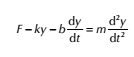 F – ky – b dy/dt = m d²y/dt²